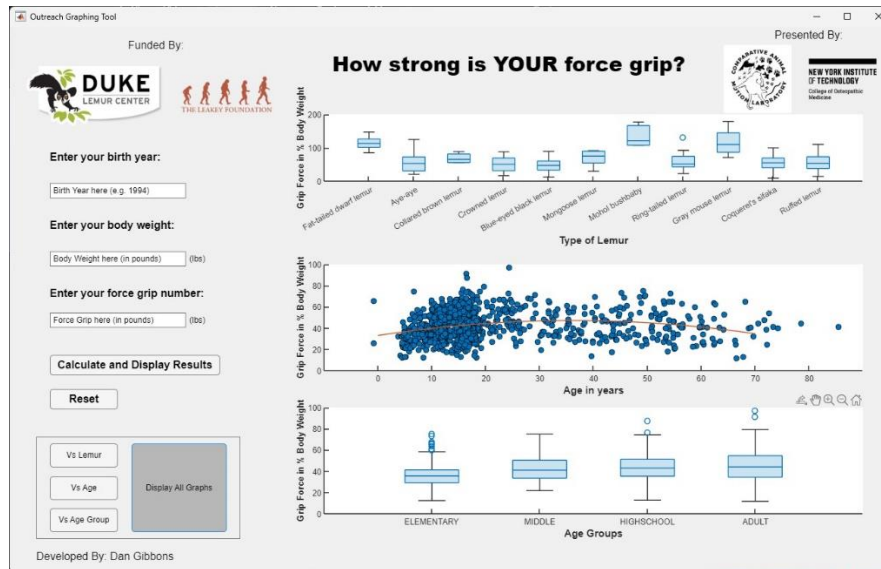 Outreach Graphing Tool
Funded By:
Presented By:
DUKE
LEMUR CENTER
THE LEAKEY FOUNDATION
How strong is YOUR force grip?
COMPARATIVE ANIMAL
LABORATORY
NEW YORK INSTITUTE
OF TECHNOLOGY
College of Osteopathic
Medicine
Enter your birth year:
Birth Year here (e.g. 1994)
Enter your body weight:
Body Weight here (in pounds) (lbs)
Enter your force grip number:
Force Grip here (in pounds) (lbs)
Calculate and Display Results
Reset
Vs Lemur
Vs Age
Vs Age Group
Display All Graphs
Developed By: Dan Gibbons
Grip Force in % Body Weight
200
100
0
Fat-tailed dwarf lemur
Aye-aye
Collared brown lemur
Crowned lemur
Blue-eyed black lemur
Mongoose lemur
Mohol bushbaby
Ring-tailed lemur
Gray mouse lemur
Coquerel's sifaka
Ruffed lemur
Type of Lemur
Grip Force in % Body Weight
100
80
60
40
20
0
0 10 20 30 40 50 60 70 80
Age in years
Grip Force in % Body Weight
100
80
60
40
20
0
ELEMENTARY MIDDLE HIGHSCHOOL ADULT
Age Groups